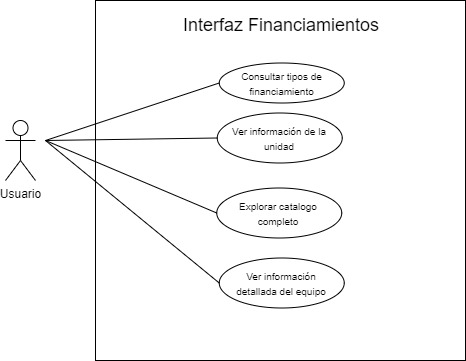 Interfaz Financiamientos
Consultar tipos de
financiamiento
Ver información de la
unidad
Usuario
Explorar catalogo
completo
Ver información
detallada del equipo